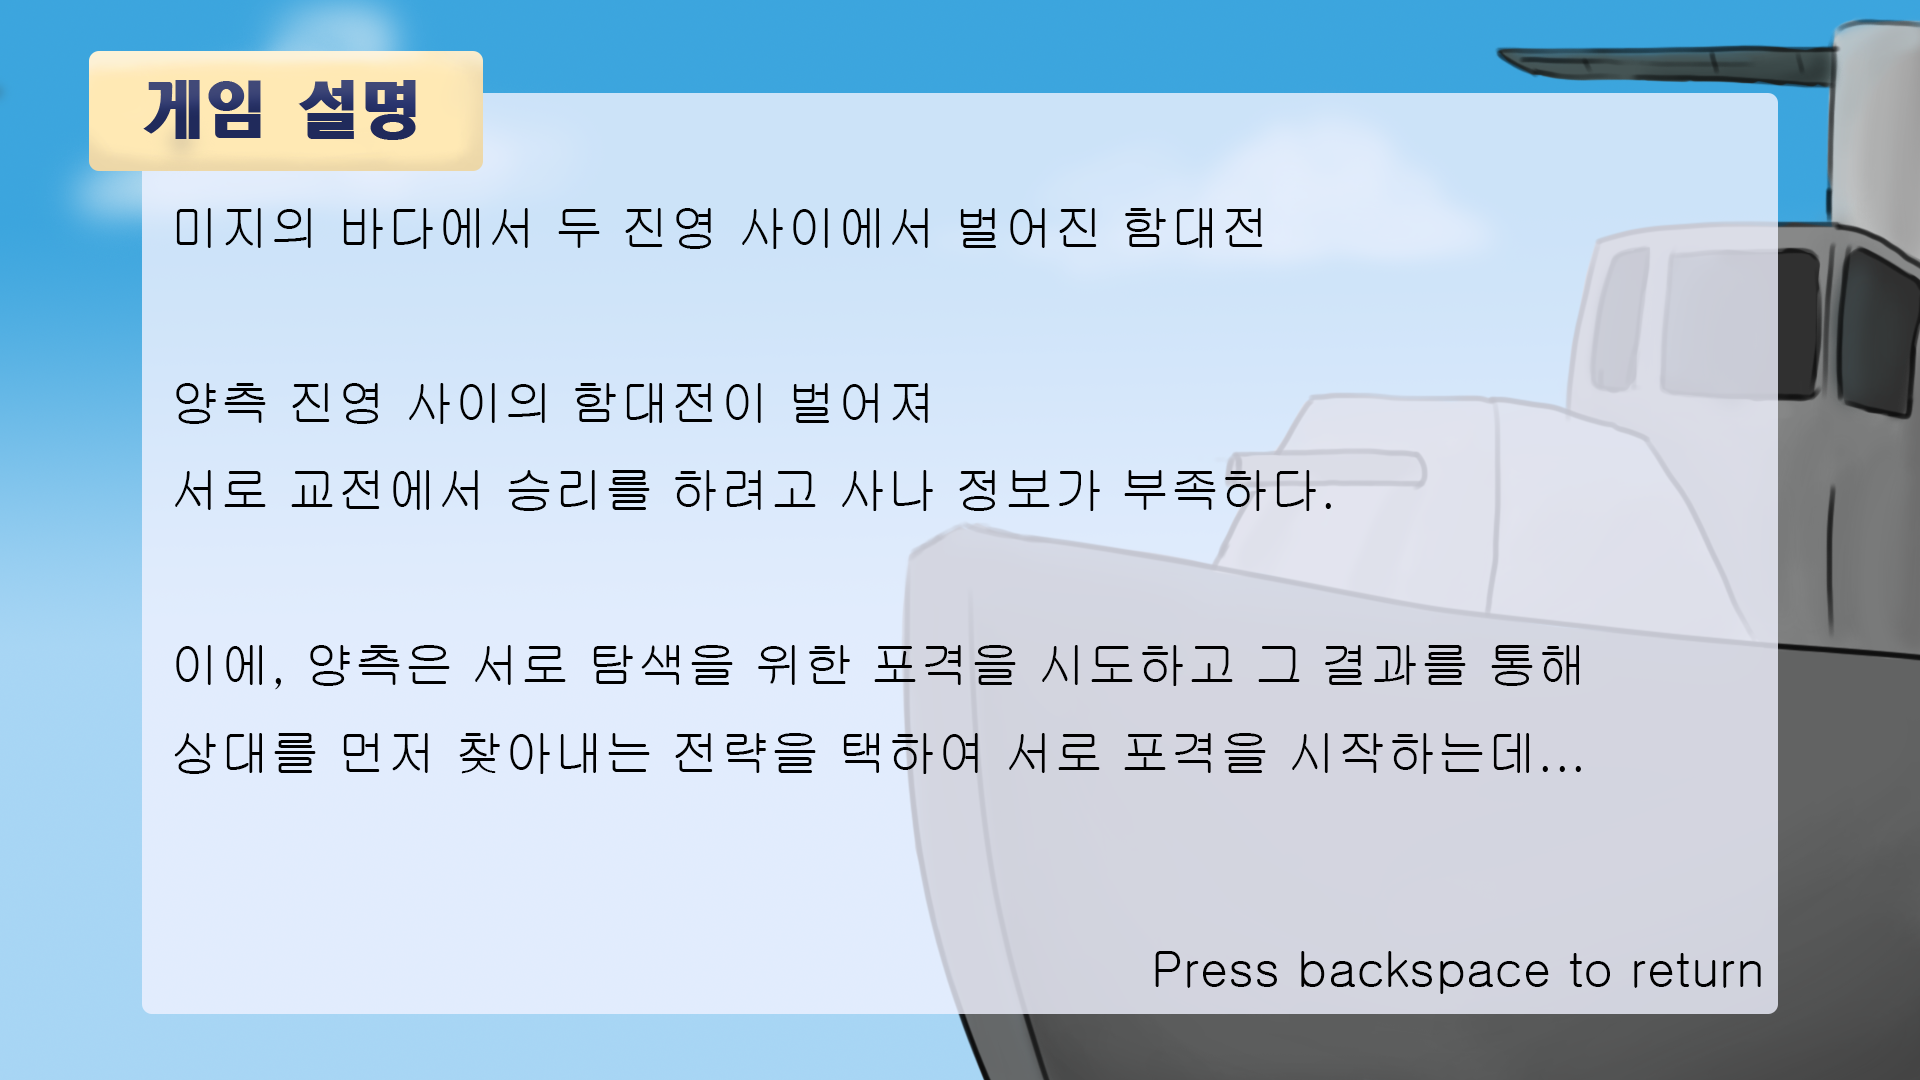 게임 설명
미지의 바다에서 두 진영 사이에서 벌어진 함대전
양측 진영 사이의 함대전이 벌어져
서로 교전에서 승리를 하려고 사나 정보가 부족하다.
이에, 양측은 서로 탐색을 위한 포격을 시도하고 그 결과를 통해
상대를 먼저 찾아내는 전략을 택하여 서로 포격을 시작하는데...
Press backspace to return